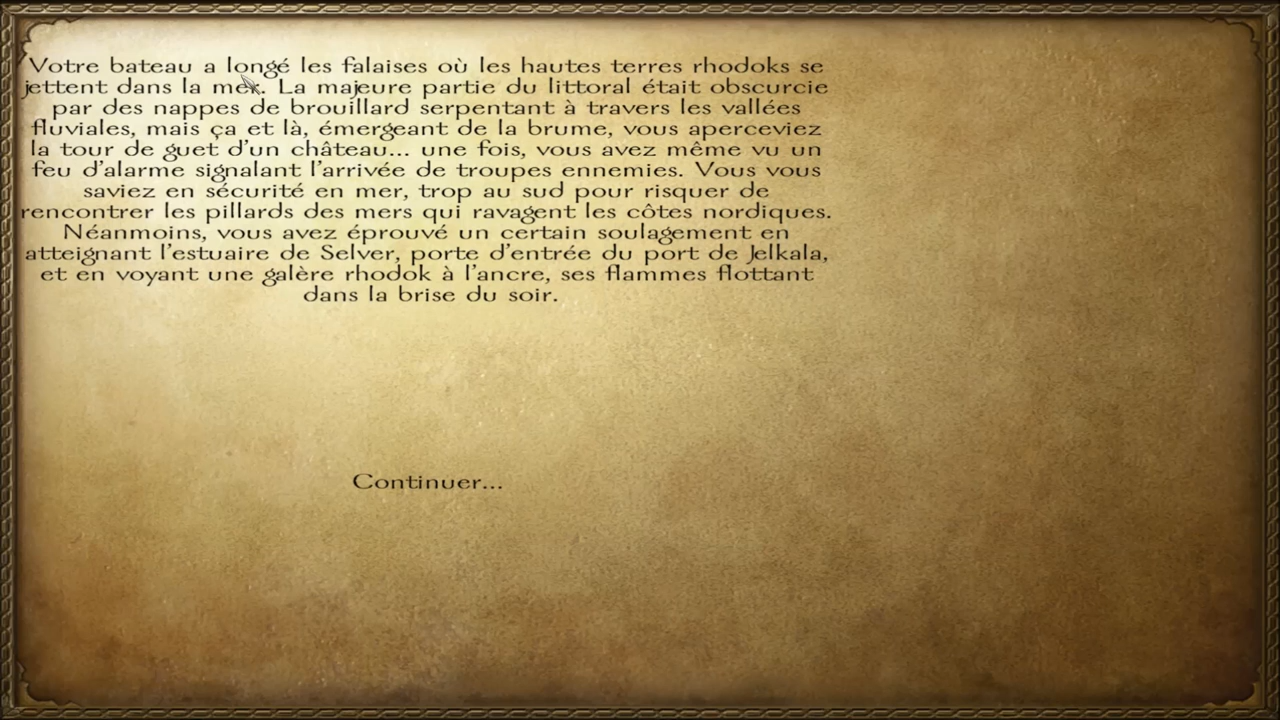 Votre bateau a longé les falaises où les hautes terres rhodoks se
jettent dans la mer. La majeure partie du littoral était obscurcie
par des nappes de brouillard serpentant à travers les vallées
fluviales, mais ça et là, émergeant de la brume, vous aperceviez
la tour de guet d'un château... une fois, vous avez même vu un
feu d'alarme signalant l'arrivée de troupes ennemies. Vous vous
saviez en sécurité en mer, trop au sud pour risquer de
rencontrer les pillards des mers qui ravagent les côtes nordiques.
Néanmoins, vous avez éprouvé un certain soulagement en
atteignant l'estuaire de Selver, porte d'entrée du port de Jelkala,
et en voyant une galère rhodok à l'ancre, ses flammes flottant
dans la brise du soir.
Continuer...